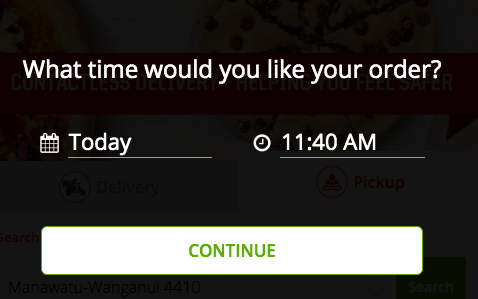 What time would you like your order?
CONTACTLESS DELIVERY HELPING YOU FEEL SAFER
Today 11:40 AM
Delivery Pickup
Search
CONTINUE
Manawatu-Wanganui 4410 Search